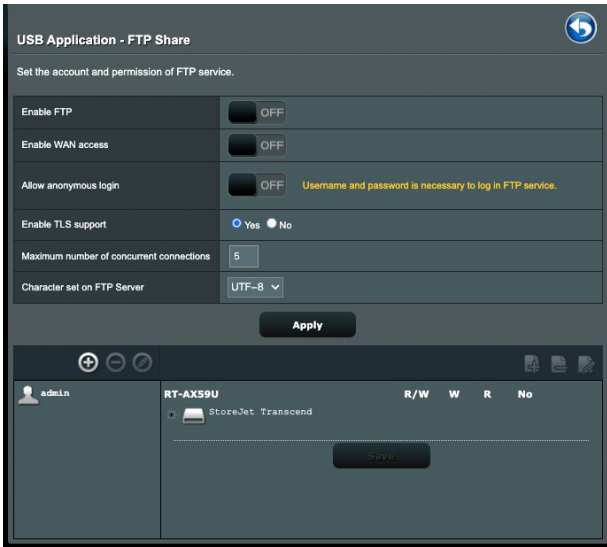 USB Application - FTP Share
Set the account and permission of FTP service.
Enable FTP OFF
Enable WAN access OFF
Allow anonymous login OFF Username and password is necessary to log in FTP service.
Enable TLS support Yes No
Maximum number of concurrent connections 5
Character set on FTP Server UTF-8
Apply
admin RT-AX59U R/W W R No
StoreJet Transcend
Save